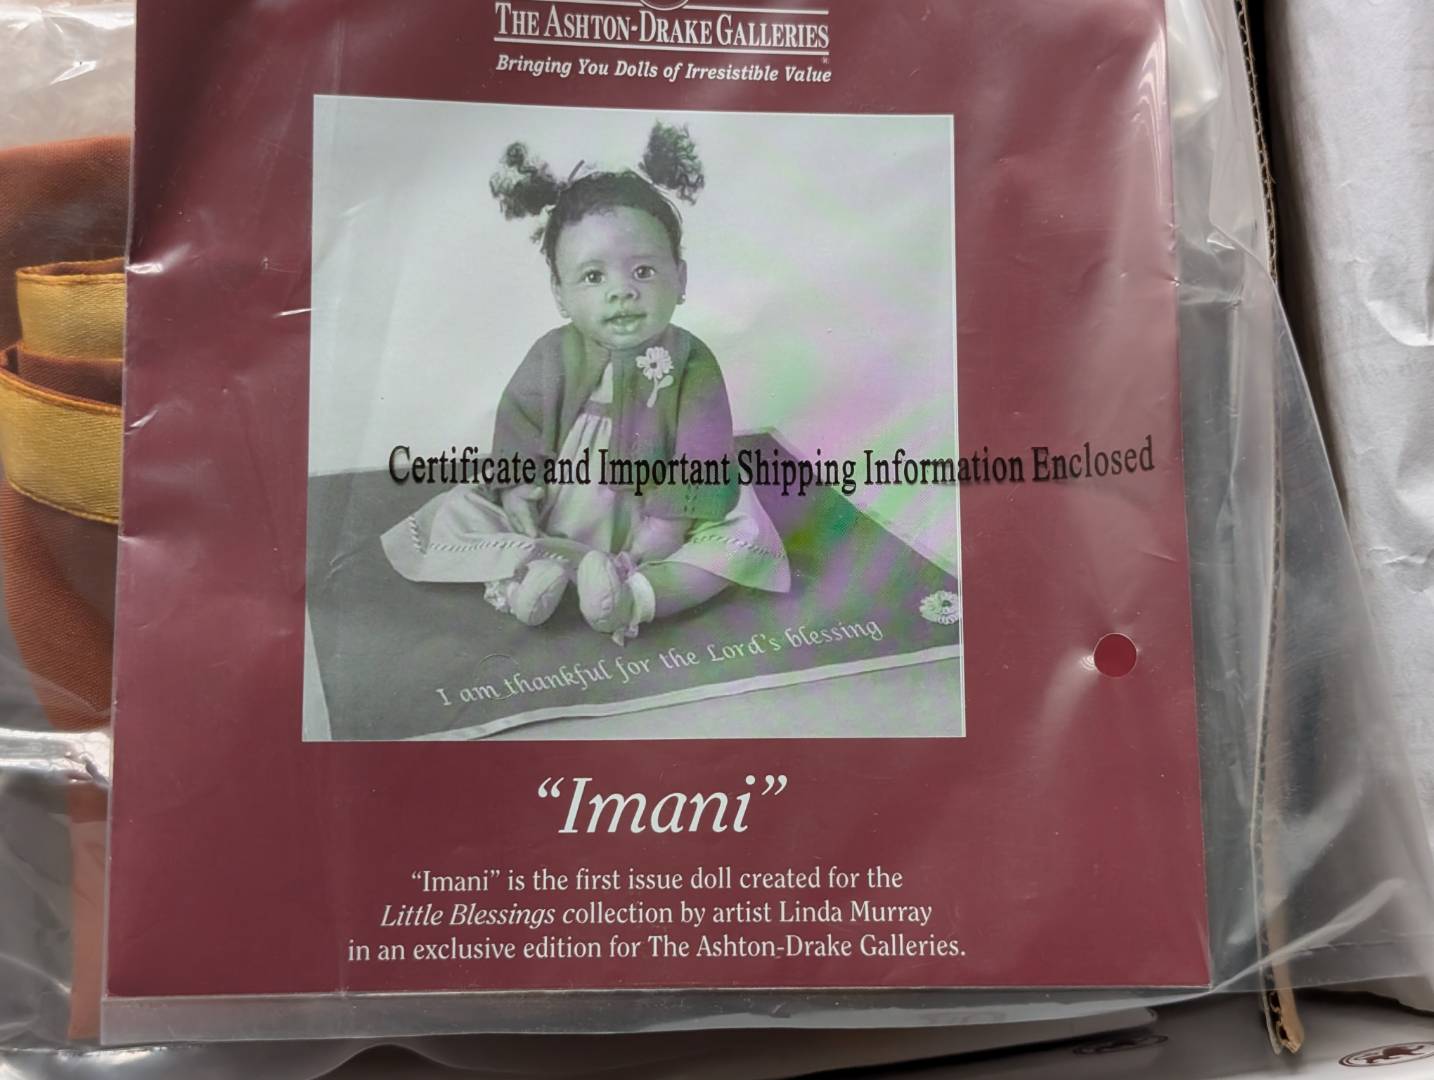 THE ASHTON-DRAKE GALLERIES
Bringing You Dolls of Irresistible Value®
Certificate and Important Shipping Information Enclosed
I am thankful for the Lord's blessing
“Imani”
“Imani” is the first issue doll created for the
Little Blessings collection by artist Linda Murray
in an exclusive edition for The Ashton-Drake Galleries.